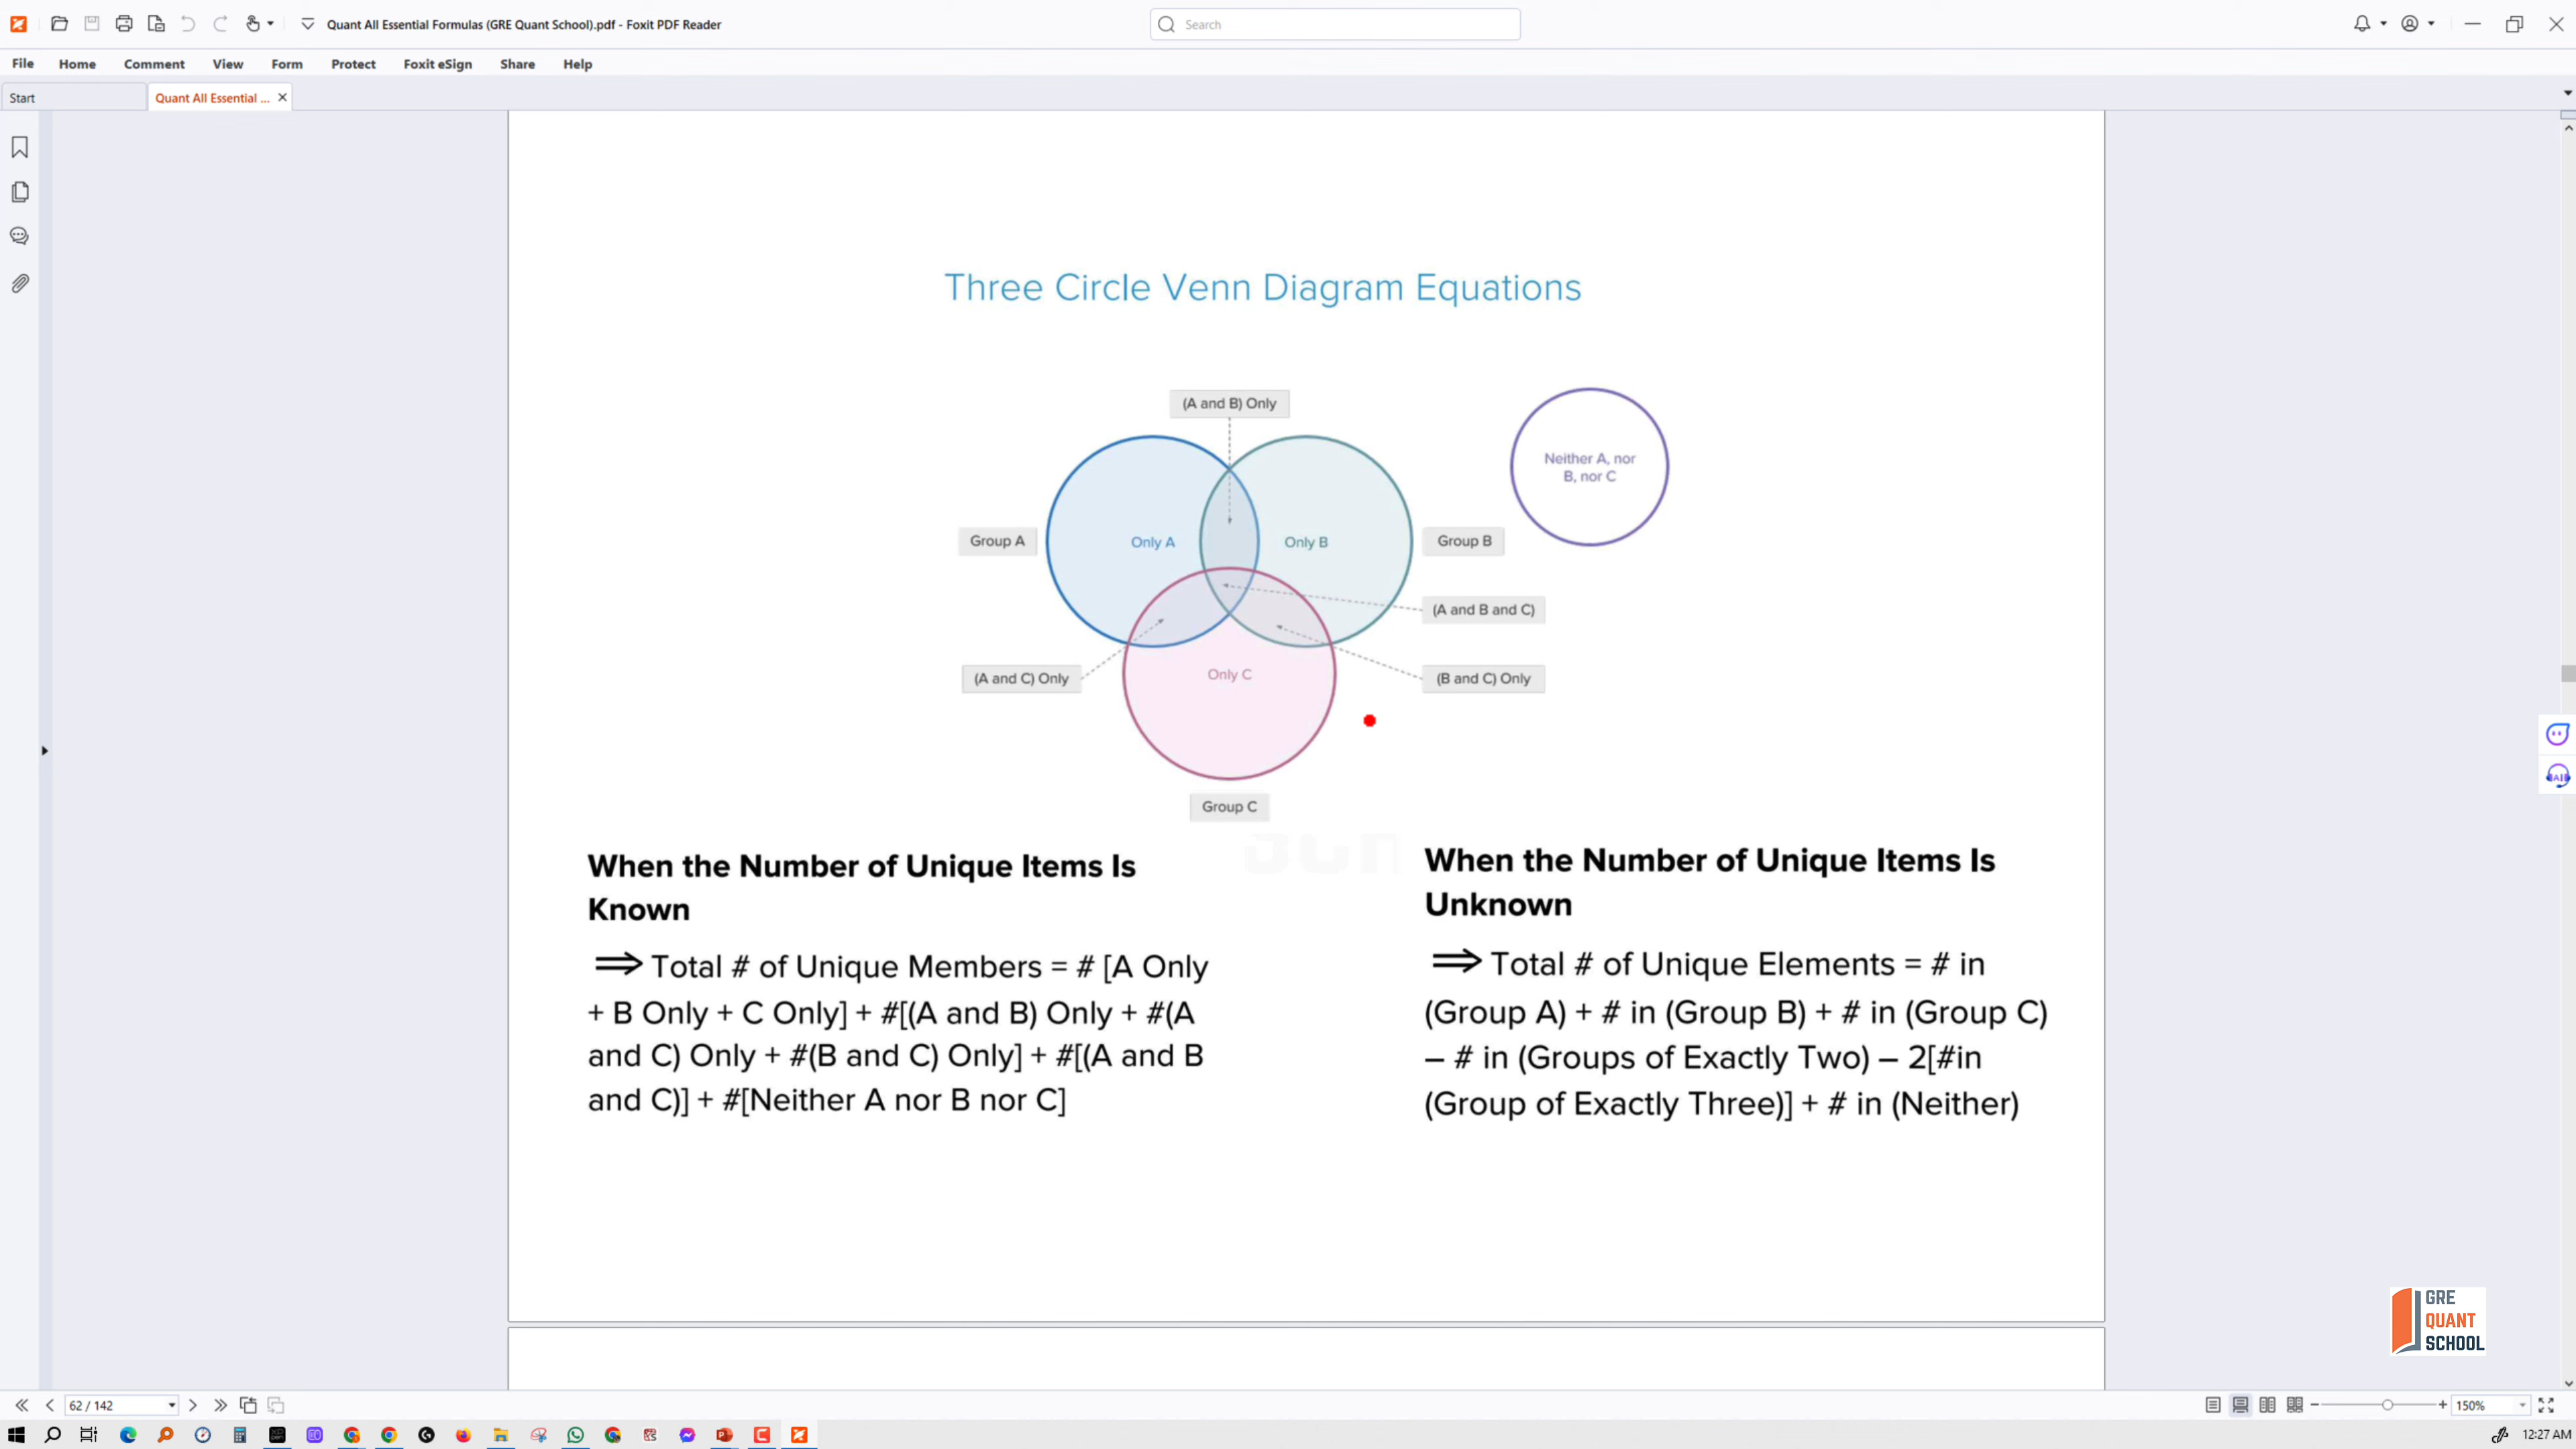 Quant All Essential Formulas (GRE Quant School).pdf - Foxit PDF Reader
Search
File Home Comment View Form Protect Foxit eSign Share Help
Start
Quant All Essential ...
Three Circle Venn Diagram Equations
(A and B) Only
Neither A, nor
B, nor C
Group A
Only A
Only B
Group B
(A and B and C)
(A and C) Only
Only C
(B and C) Only
Group C
When the Number of Unique Items Is
Known
⇒ Total # of Unique Members = # [A Only
+ B Only + C Only] + #[(A and B) Only + #(A
and C) Only + #(B and C) Only] + #[(A and B
and C)] + #[Neither A nor B nor C]
When the Number of Unique Items Is
Unknown
⇒ Total # of Unique Elements = # in
(Group A) + # in (Group B) + # in (Group C)
– # in (Groups of Exactly Two) – 2[#in
(Group of Exactly Three)] + # in (Neither)
GRE
QUANT
SCHOOL
62 / 142
150%
12:27 AM